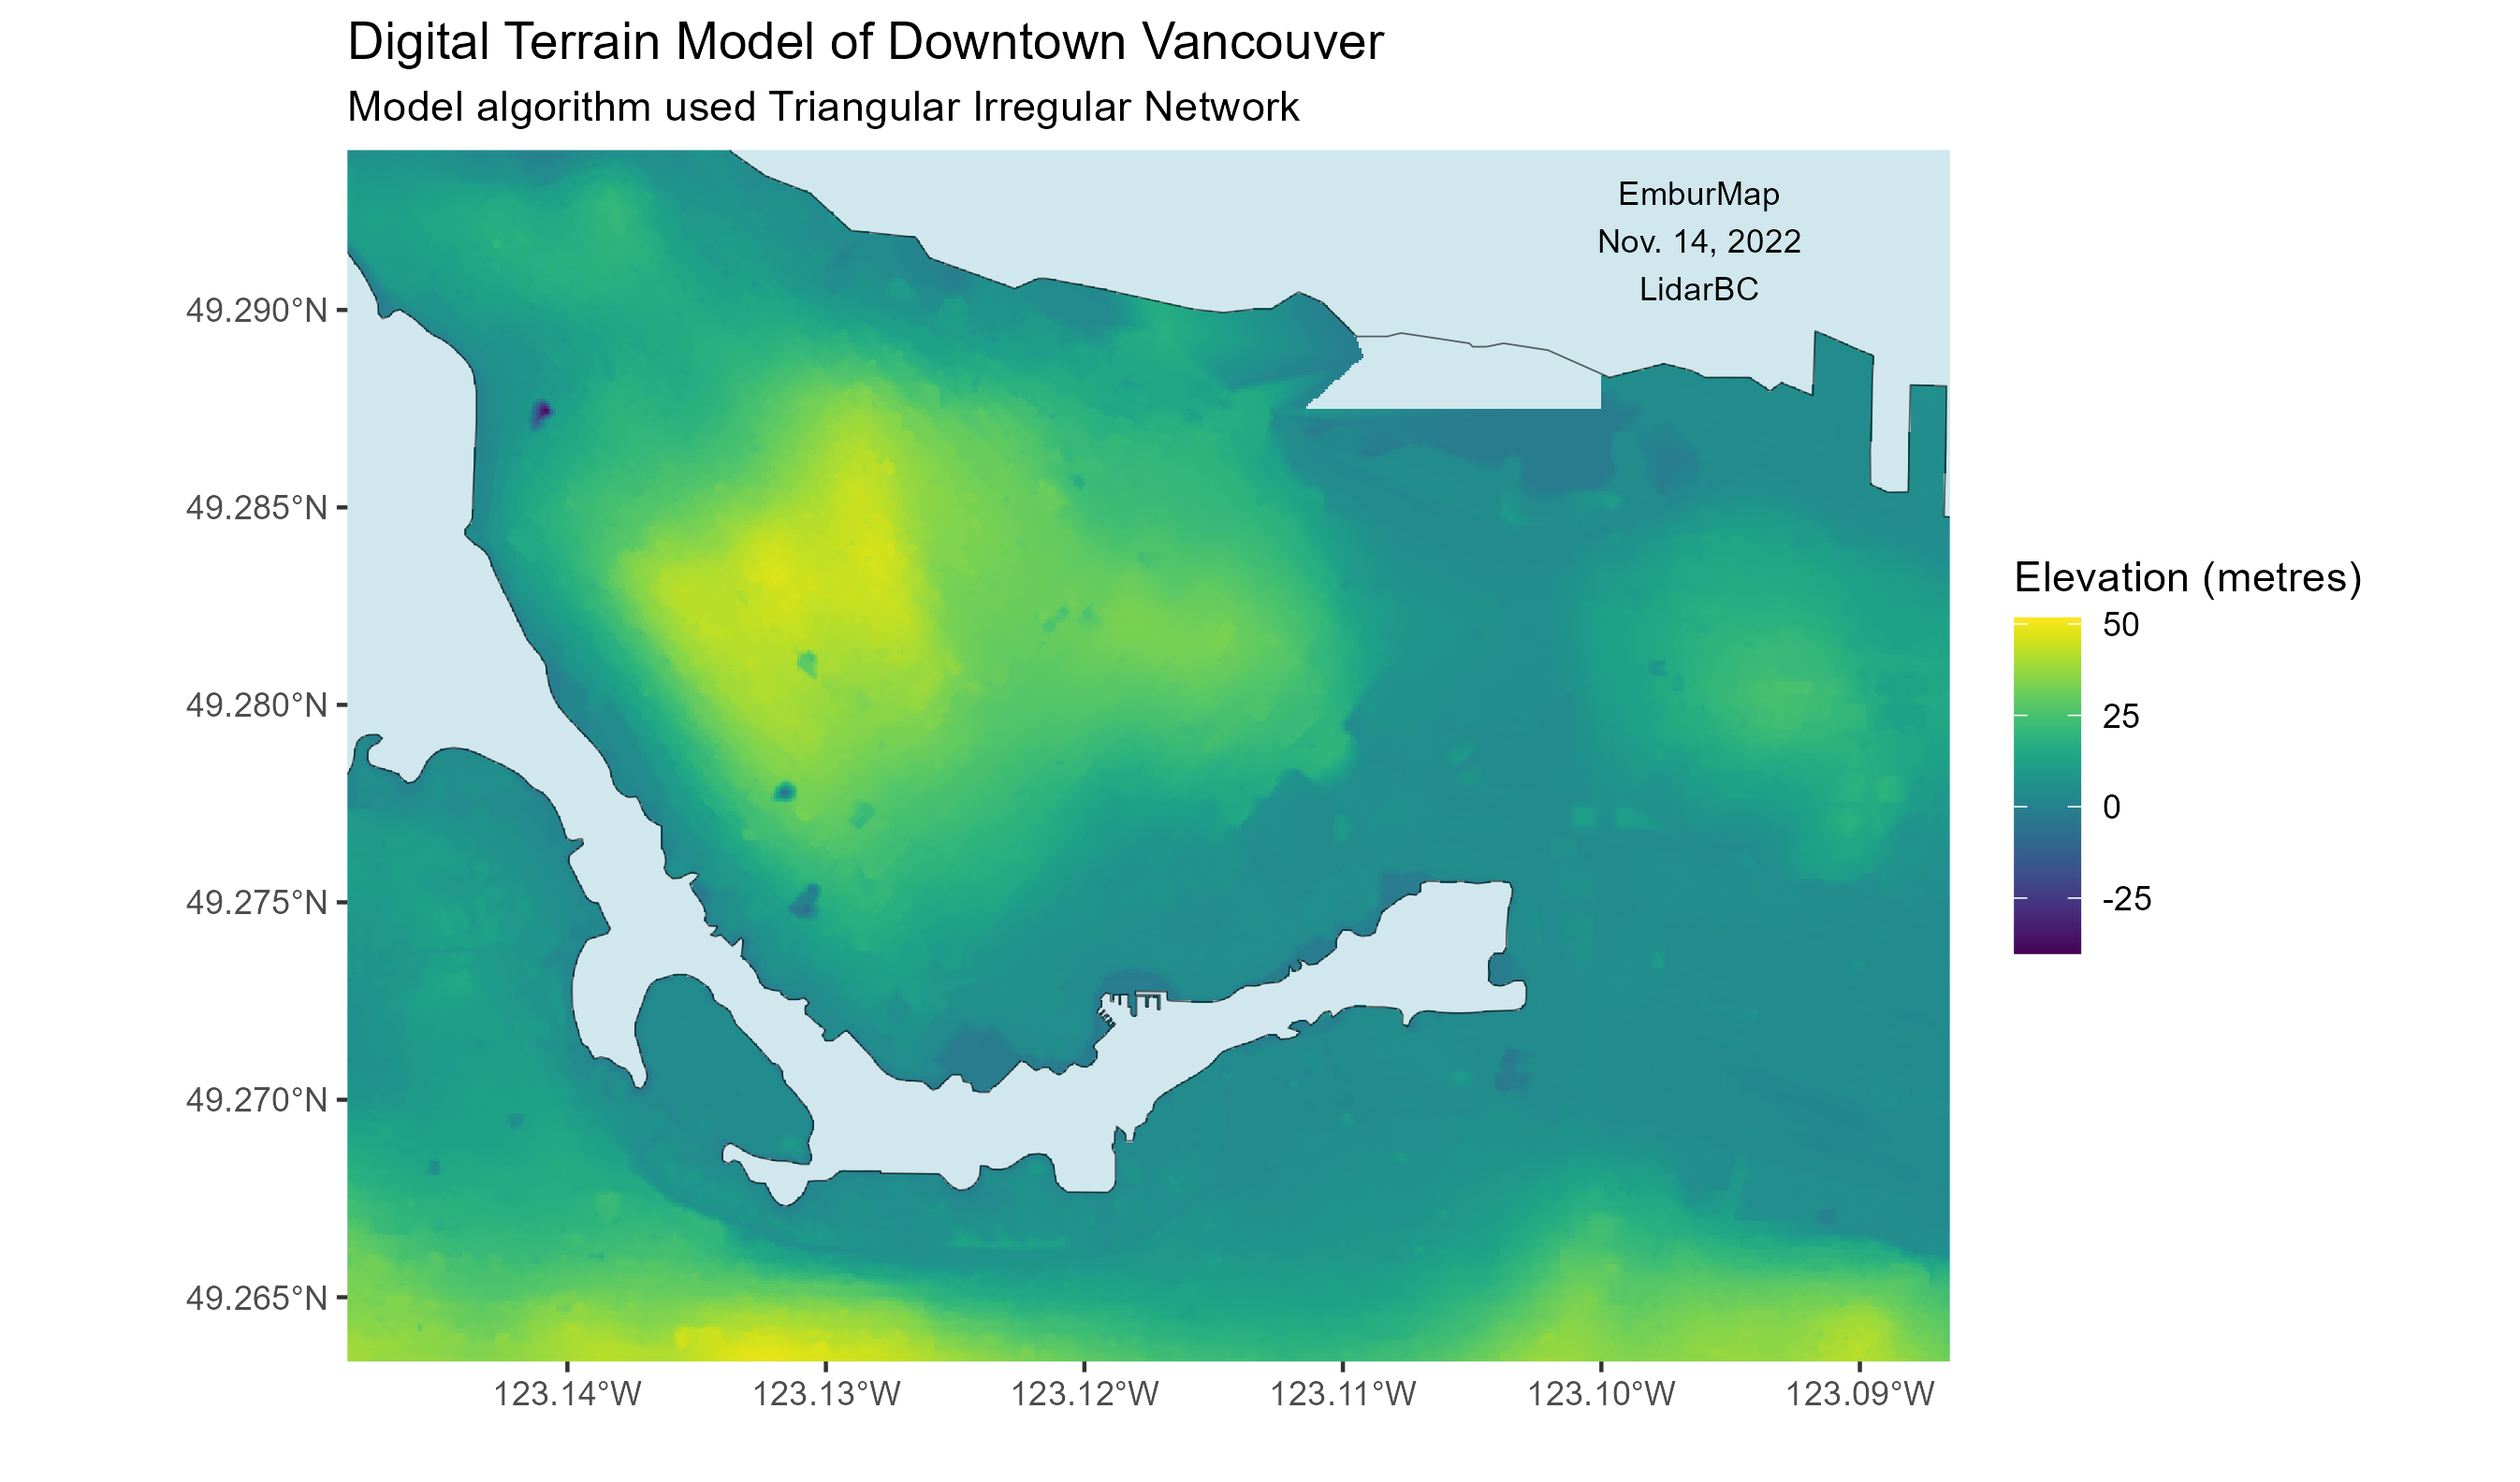 Digital Terrain Model of Downtown Vancouver
Model algorithm used Triangular Irregular Network
EmburMap
Nov. 14, 2022
LidarBC
49.290°N
49.285°N
49.280°N
49.275°N
49.270°N
49.265°N
123.14°W
123.13°W
123.12°W
123.11°W
123.10°W
123.09°W
Elevation (metres)
50
25
0
-25